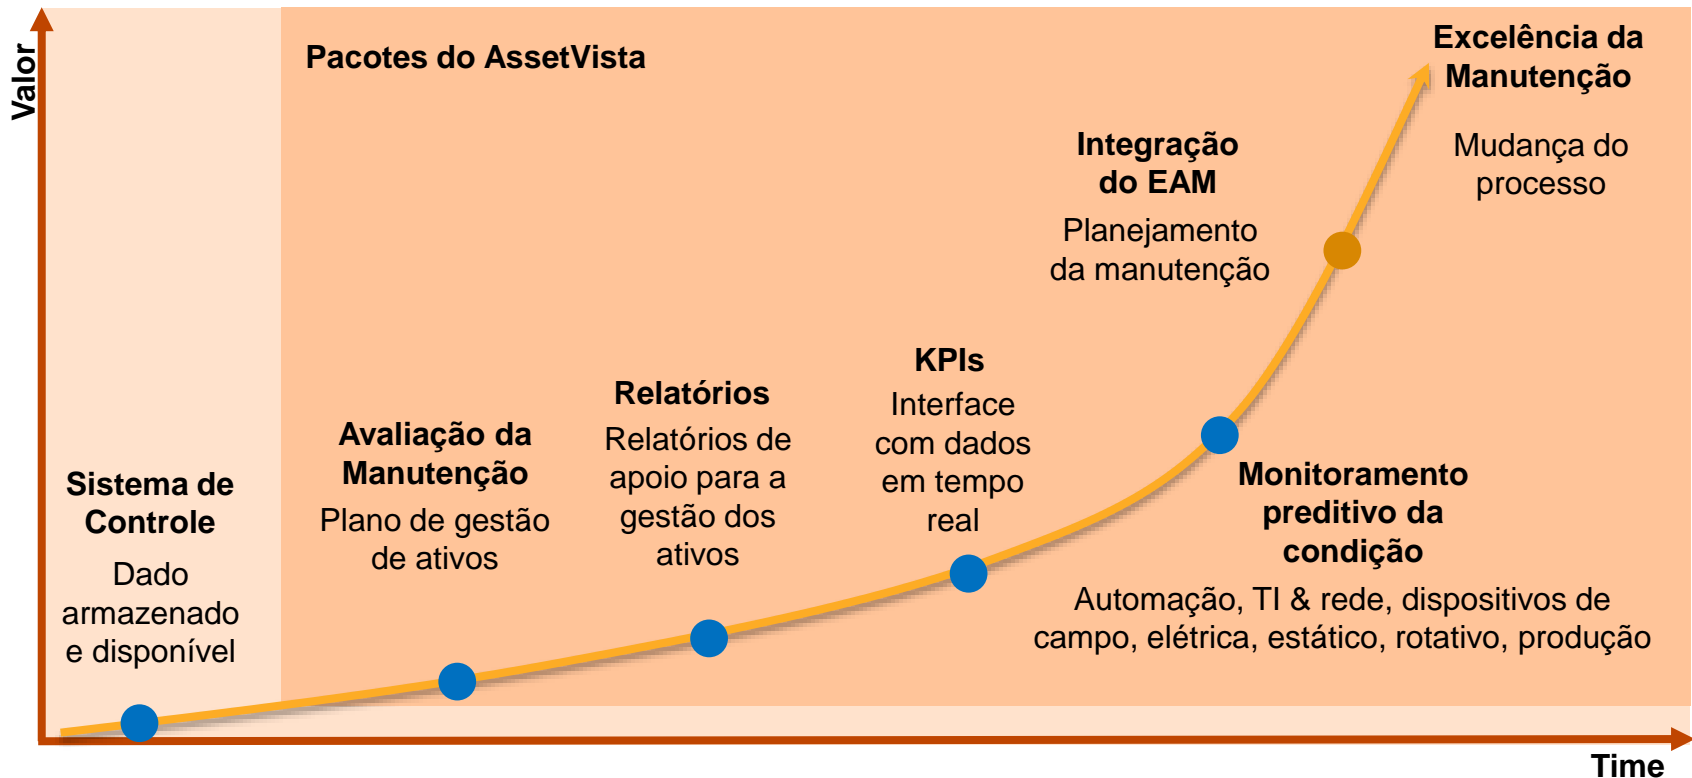 Valor
Pacotes do AssetVista
Excelência da
Manutenção
Mudança do
processo
Integração
do EAM
Planejamento
da manutenção
KPIs
Interface
com dados
em tempo
real
Relatórios
Relatórios de
apoio para a
gestão dos
ativos
Avaliação da
Manutenção
Plano de gestão
de ativos
Sistema de
Controle
Dado
armazenado
e disponível
Monitoramento
preditivo da
condição
Automação, TI & rede, dispositivos de
campo, elétrica, estático, rotativo, produção
Time